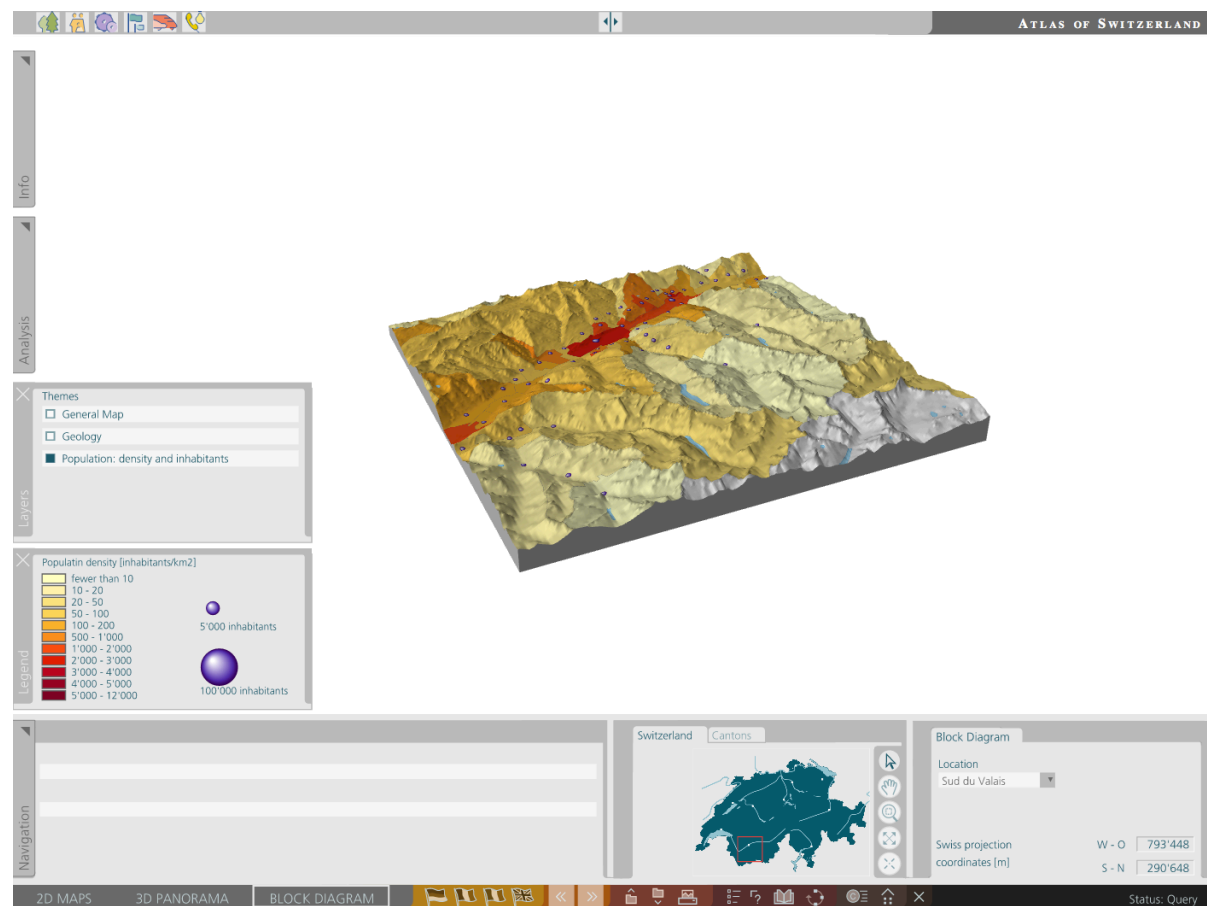 ATLAS OF SWITZERLAND
Info
Analysis
Themes
General Map
Geology
Population: density and inhabitants
Layers
Populatin density [inhabitants/km2]
fewer than 10
10 - 20
20 - 50
50 - 100
100 - 200
500 - 1'000
1'000 - 2'000
2'000 - 3'000
3'000 - 4'000
4'000 - 5'000
5'000 - 12'000
5'000 inhabitants
100'000 inhabitants
Legend
Navigation
Switzerland
Cantons
Block Diagram
Location
Sud du Valais
Swiss projection
coordinates [m]
W - O 793'448
S - N 290'648
2D MAPS 3D PANORAMA BLOCK DIAGRAM
Status: Query